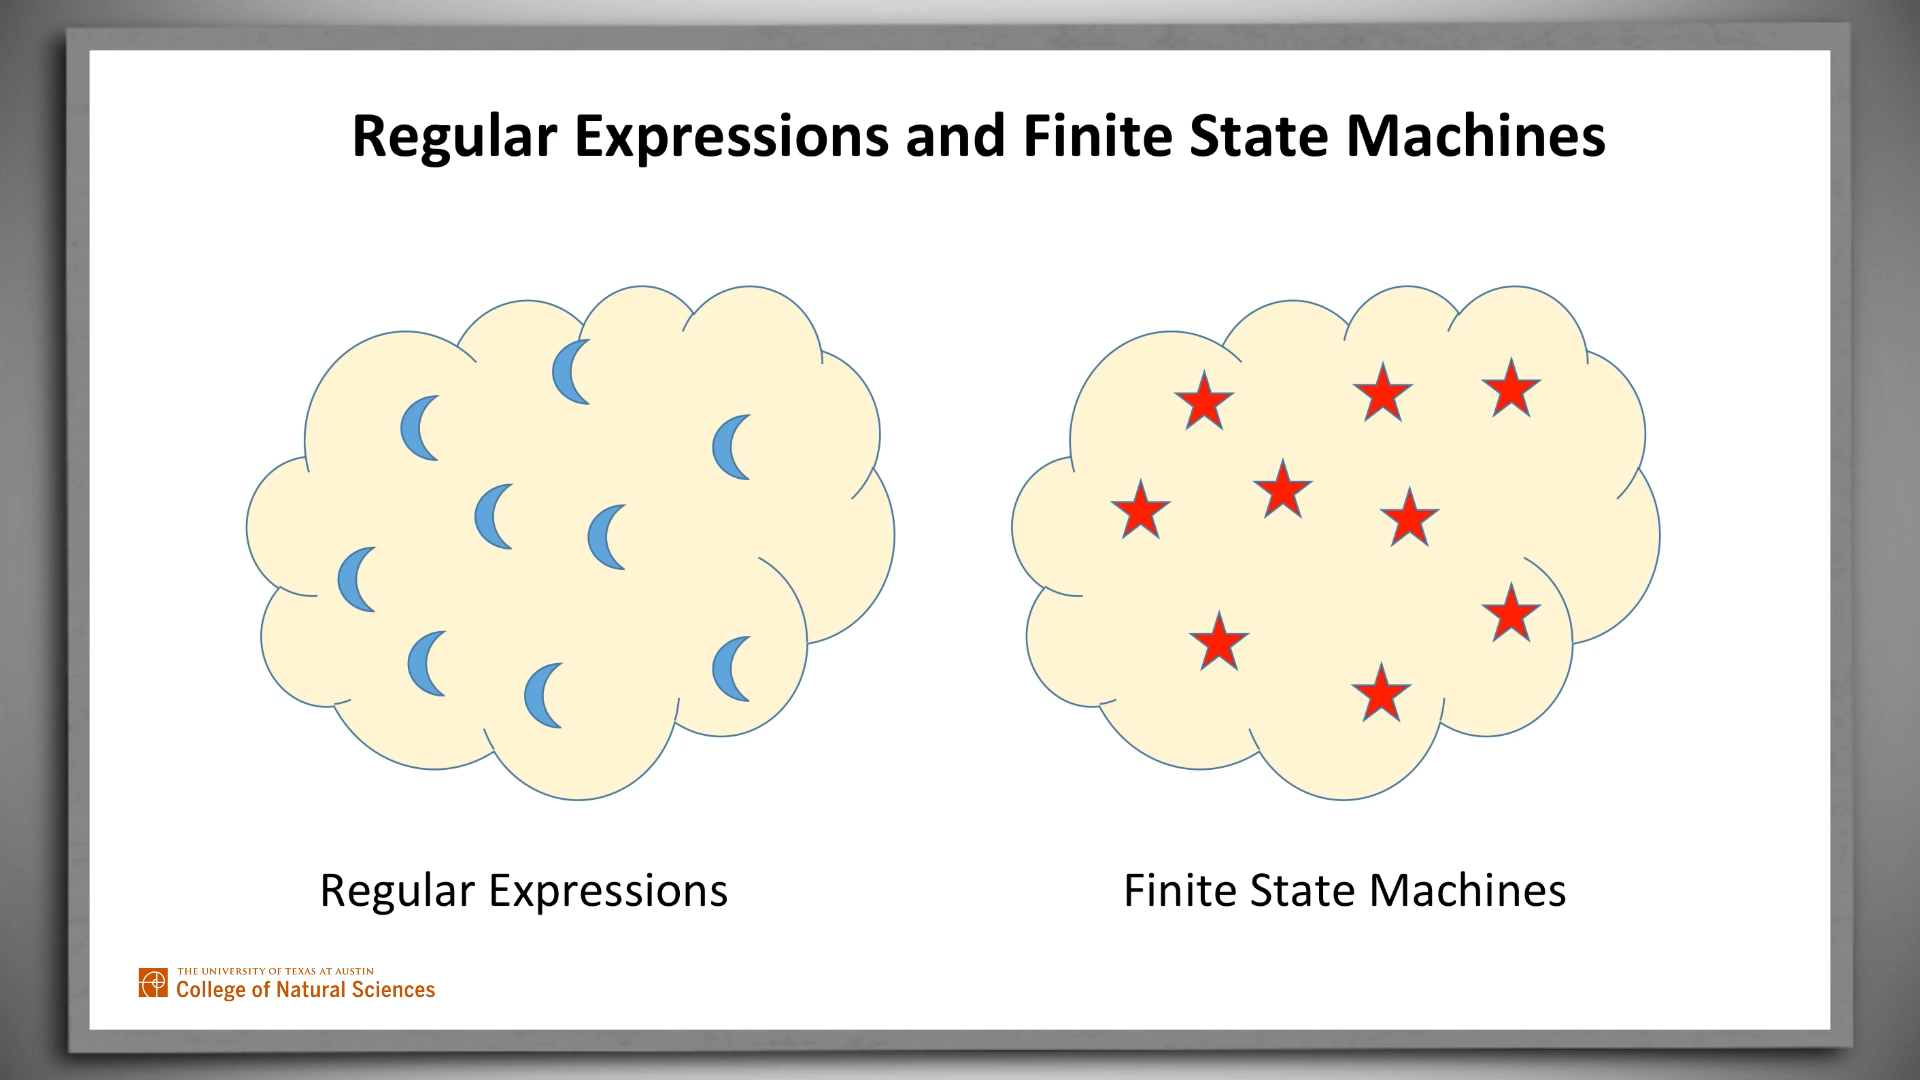 Regular Expressions and Finite State Machines
Regular Expressions
Finite State Machines
THE UNIVERSITY OF TEXAS AT AUSTIN
College of Natural Sciences